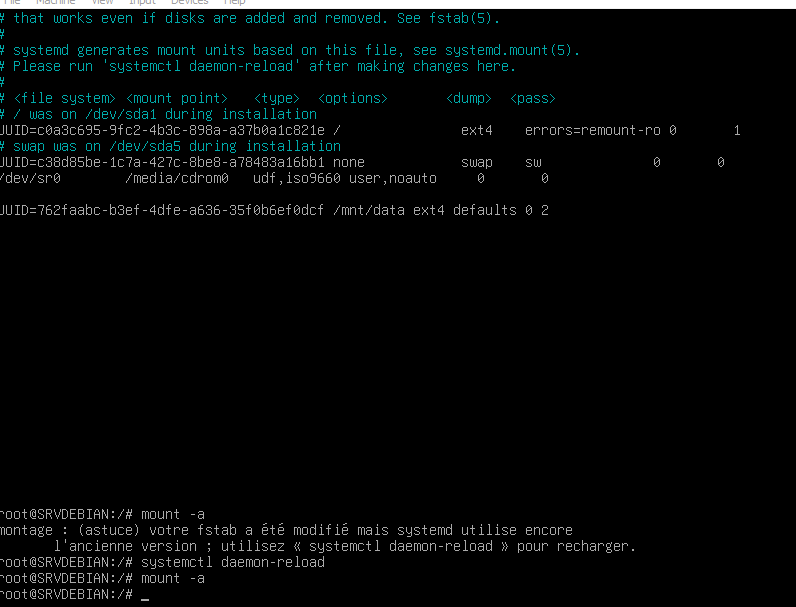 File Machine View Input Devices Help
# that works even if disks are added and removed. See fstab(5).
#
# systemd generates mount units based on this file, see systemd.mount(5).
# Please run 'systemctl daemon-reload' after making changes here.
#
# <file system> <mount point> <type> <options> <dump> <pass>
# / was on /dev/sda1 during installation
UUID=c0a3c695-9fc2-4b3c-898a-a37b0a1c821e / ext4 errors=remount-ro 0 1
# swap was on /dev/sda5 during installation
UUID=c38d85be-1c7a-427c-8be8-a78483a16bb1 none swap sw 0 0
/dev/sr0 /media/cdrom0 udf,iso9660 user,noauto 0 0
UUID=762faabc-b3ef-4dfe-a636-35f0b6ef0dcf /mnt/data ext4 defaults 0 2
root@SRVDEBIAN:/# mount -a
montage : (astuce) votre fstab a été modifié mais systemd utilise encore
l'ancienne version ; utilisez « systemctl daemon-reload » pour recharger.
root@SRVDEBIAN:/# systemctl daemon-reload
root@SRVDEBIAN:/# mount -a
root@SRVDEBIAN:/# _